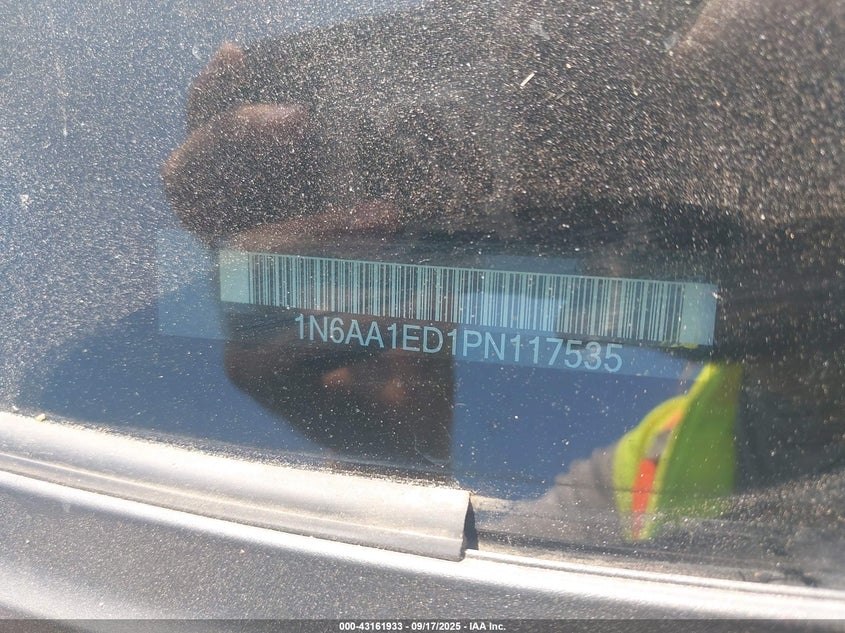 1N6AA1ED1PN117535
000-43161933 - 09/17/2025 - IAA Inc.